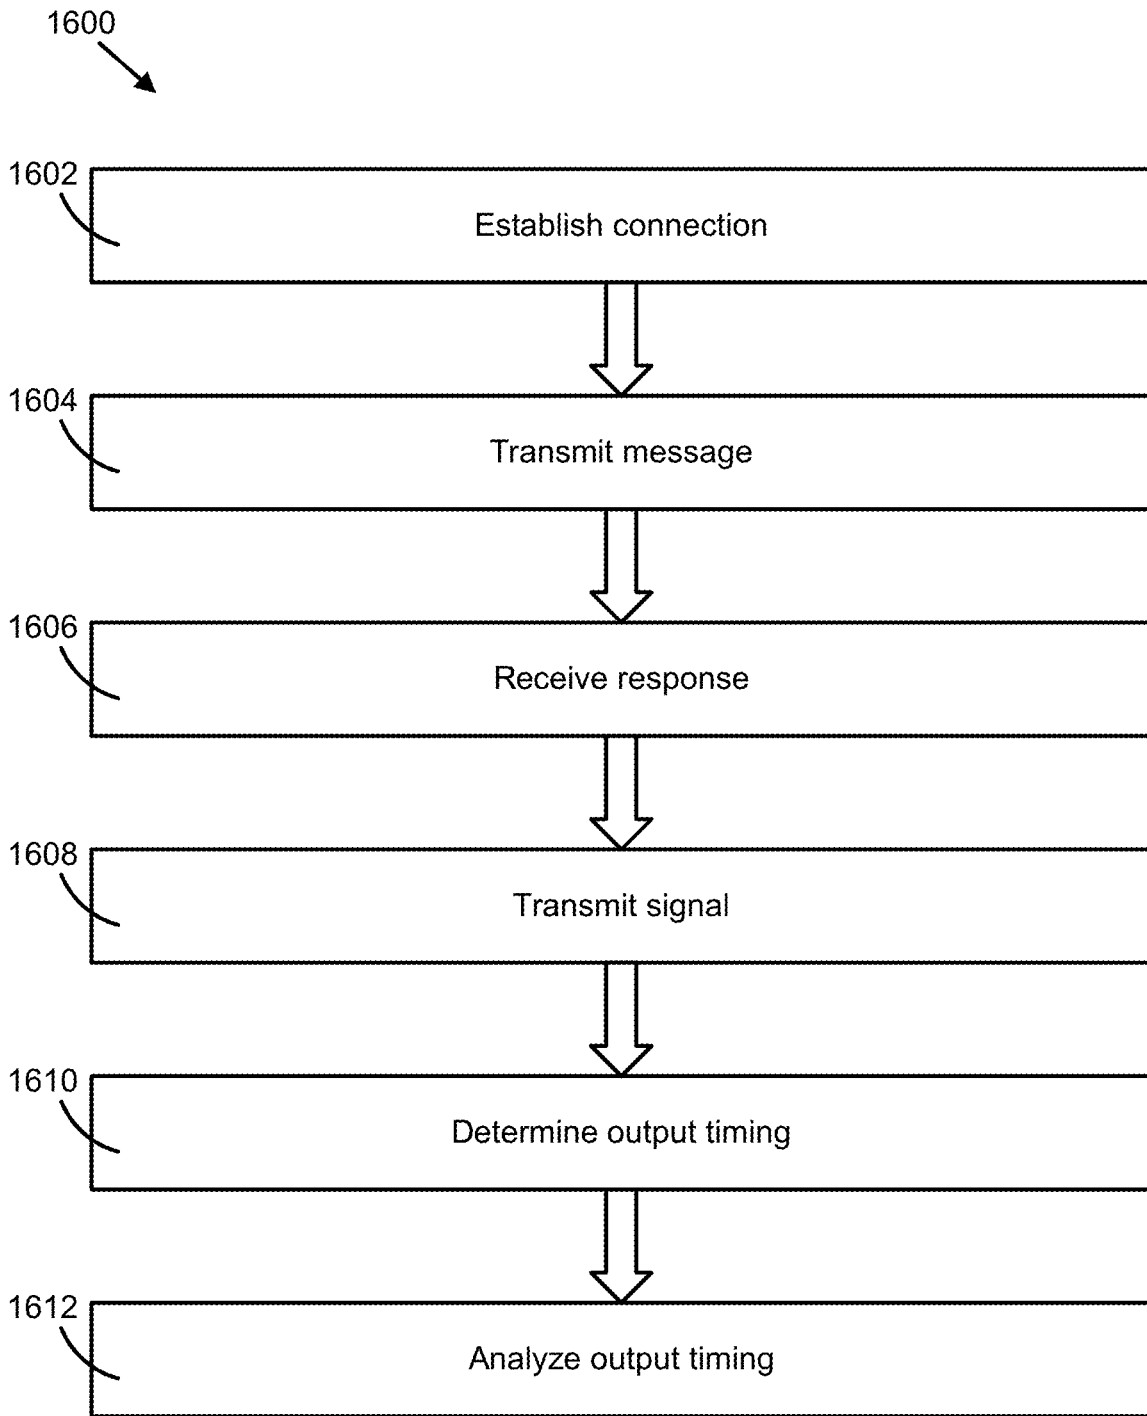 1600
1602
Establish connection
1604
Transmit message
1606
Receive response
1608
Transmit signal
1610
Determine output timing
1612
Analyze output timing